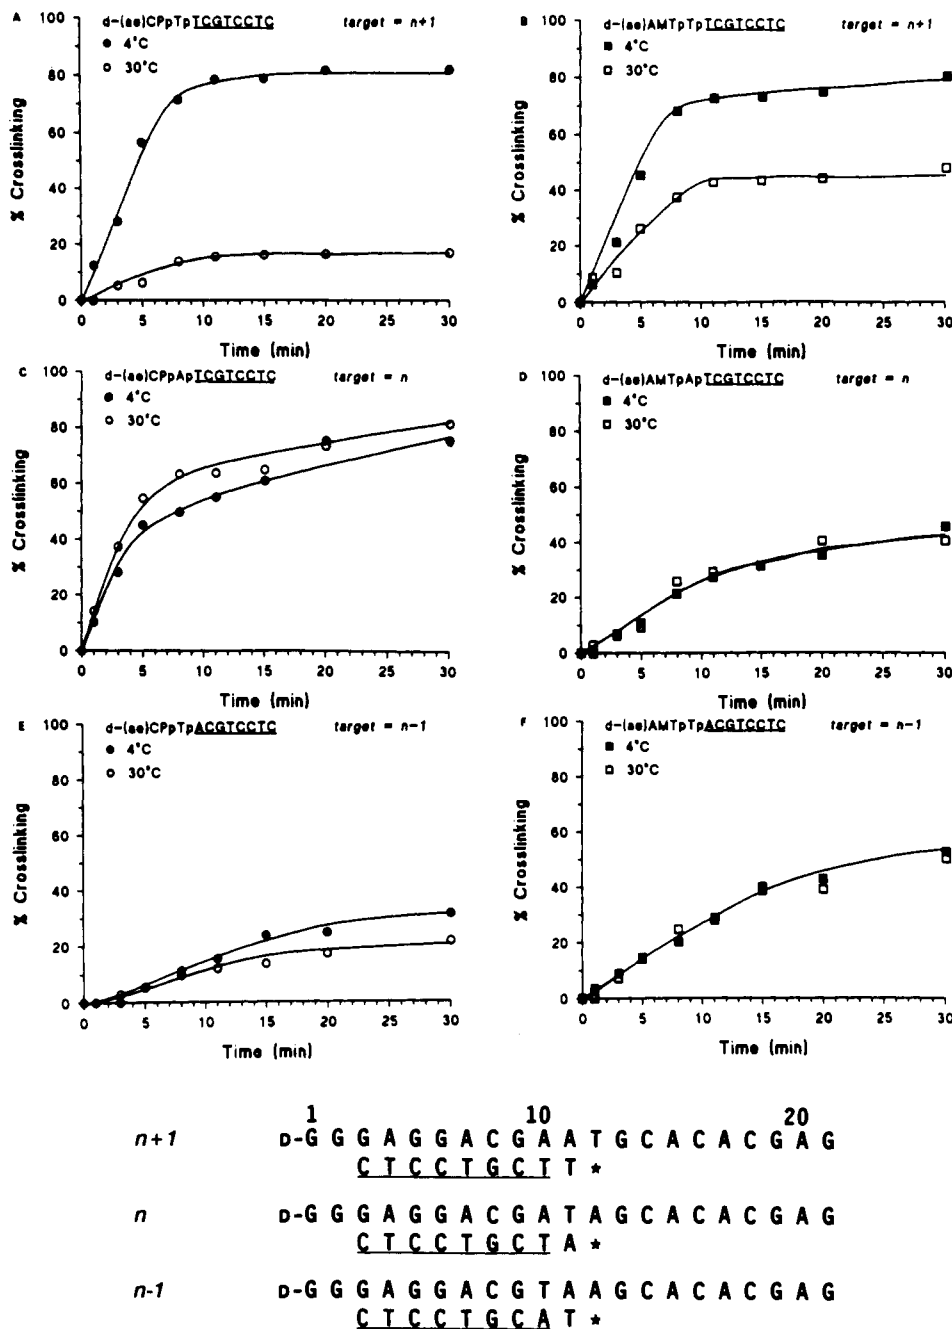 A d-(ae)CPpTpTCGTCCTC target = n+1
● 4°C
○ 30°C
100
80
60
40
20
0
% Crosslinking
0 5 10 15 20 25 30
Time (min)
B d-(ae)AMTpTpTCGTCCTC target = n+1
■ 4°C
□ 30°C
100
80
60
40
20
0
% Crosslinking
0 5 10 15 20 25 30
Time (min)
C d-(ae)CPpApTCGTCCTC target = n
● 4°C
○ 30°C
100
80
60
40
20
0
% Crosslinking
0 5 10 15 20 25 30
Time (min)
D d-(ae)AMTpApTCGTCCTC target = n
■ 4°C
□ 30°C
100
80
60
40
20
0
% Crosslinking
0 5 10 15 20 25 30
Time (min)
E d-(ae)CPpTpACGTCCTC target = n-1
● 4°C
○ 30°C
100
80
60
40
20
0
% Crosslinking
0 5 10 15 20 25 30
Time (min)
F d-(ae)AMTpTpACGTCCTC target = n-1
■ 4°C
□ 30°C
100
80
60
40
20
0
% Crosslinking
0 5 10 15 20 25 30
Time (min)
1 10 20
n+1 D-G G G A G G A C G A A T G C A C A C G A G
C T C C T G C T T *
n D-G G G A G G A C G A T A G C A C A C G A G
C T C C T G C T A *
n-1 D-G G G A G G A C G T A A G C A C A C G A G
C T C C T G C A T *